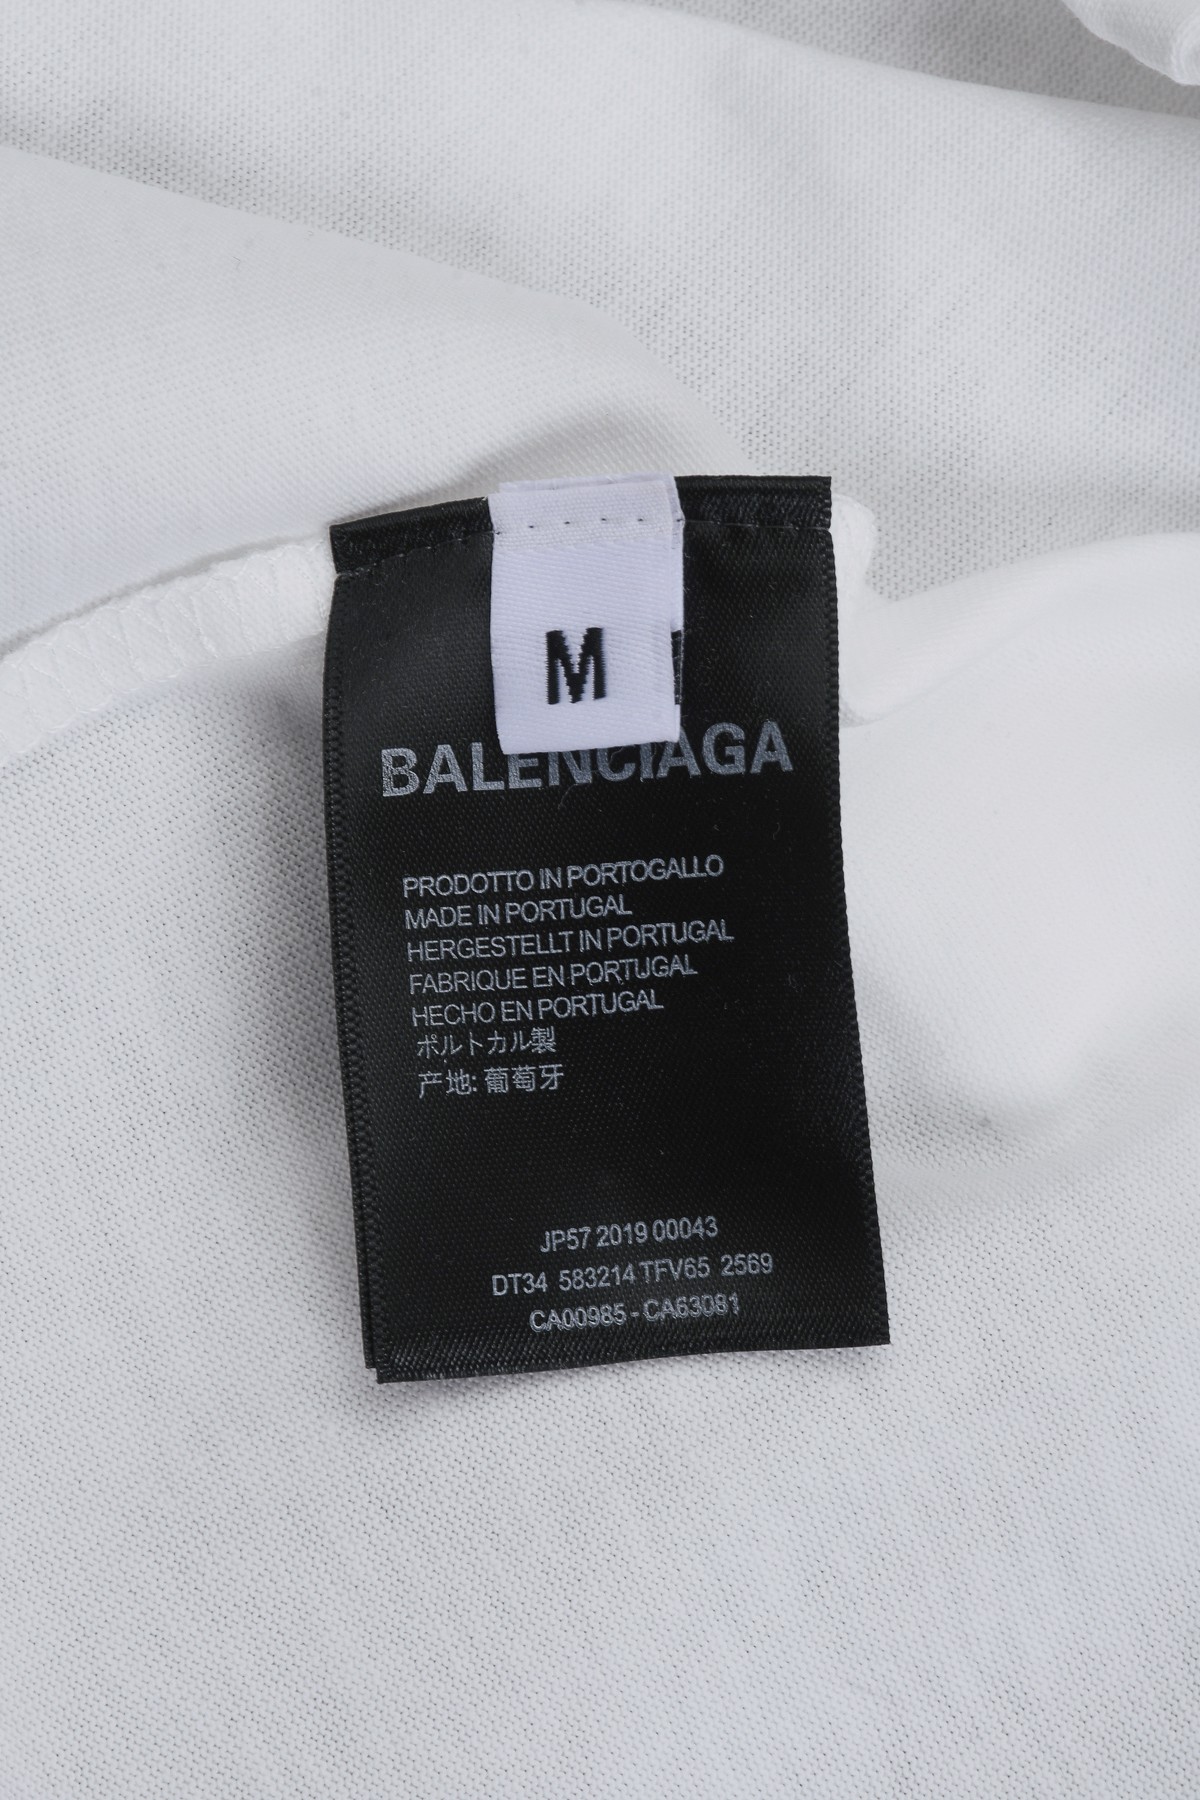 M
BALENCIAGA
PRODOTTO IN PORTOGALLO
MADE IN PORTUGAL
HERGESTELLT IN PORTUGAL
FABRIQUE EN PORTUGAL
HECHO EN PORTUGAL
ポルトカル製
产地: 葡萄牙
JP57 2019 00043
DT34 583214 TFV65 2569
CA00985 - CA63081